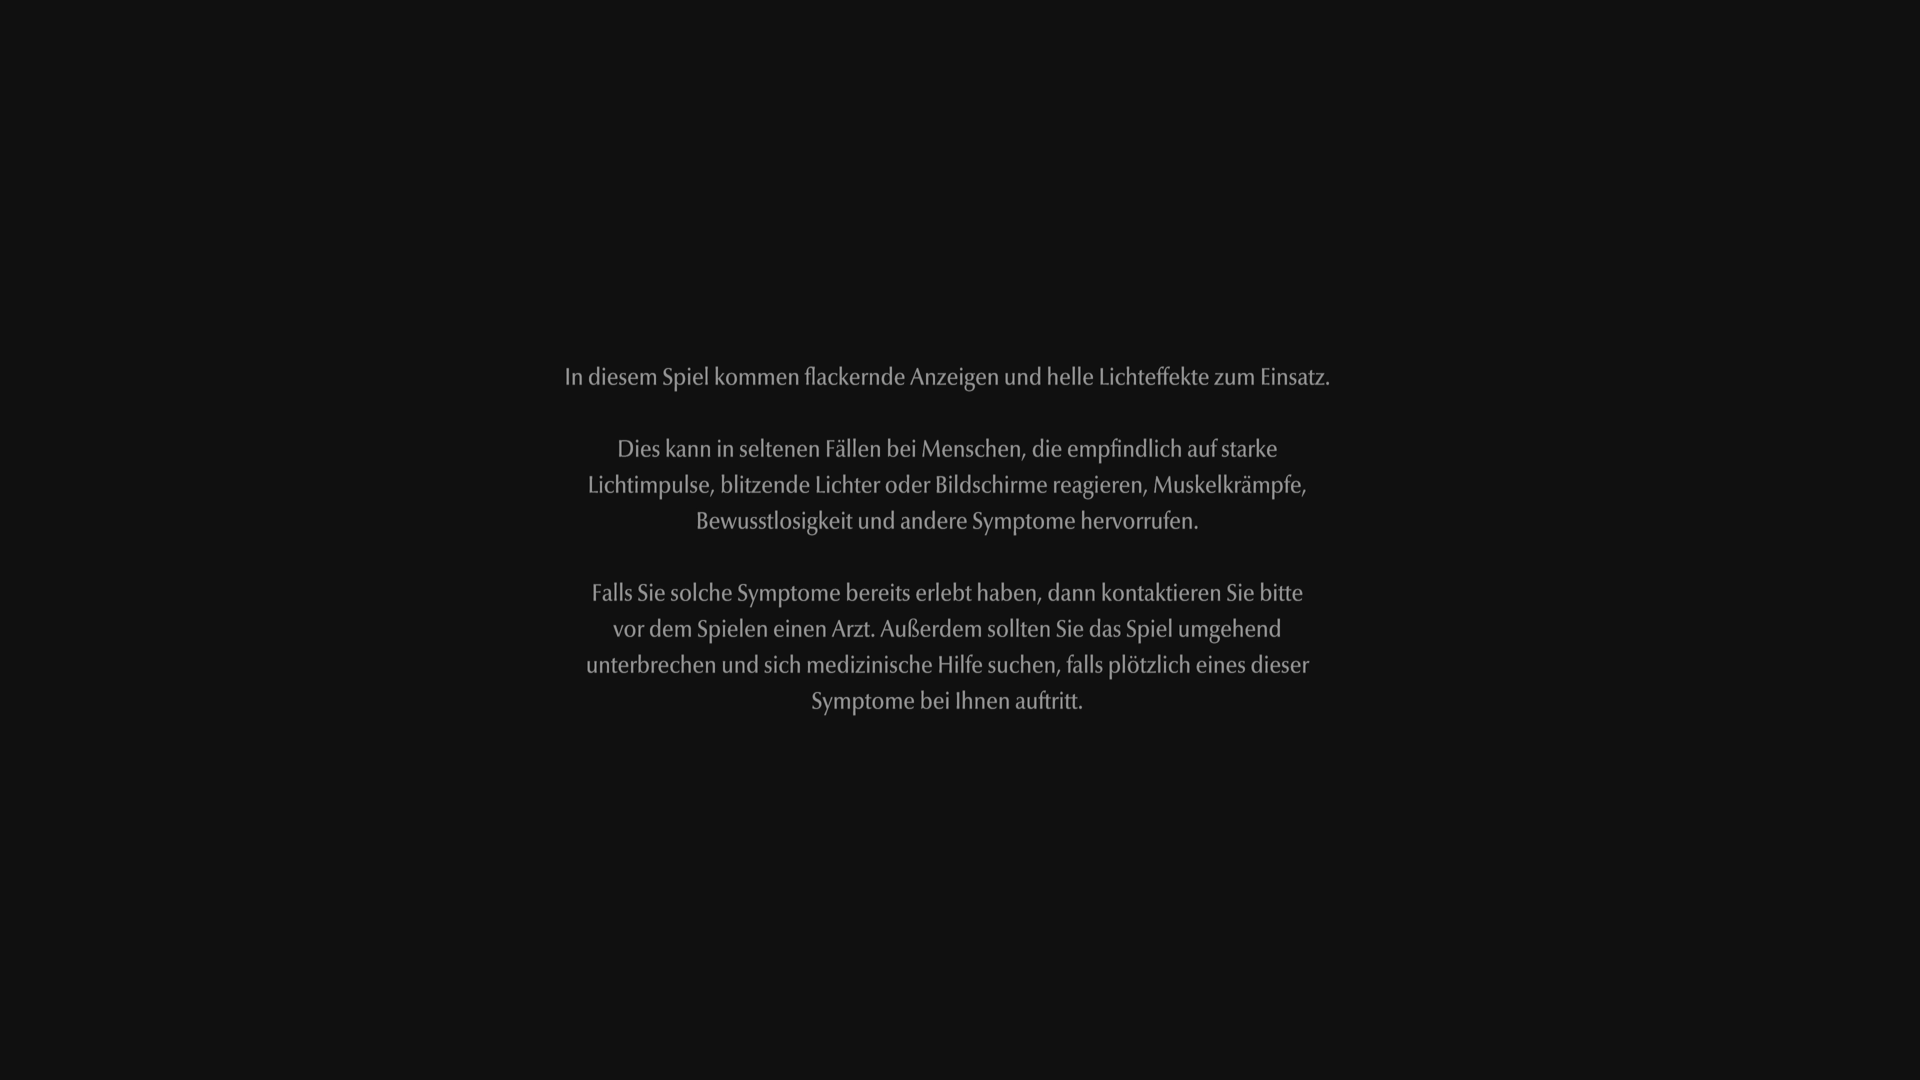 In diesem Spiel kommen flackernde Anzeigen und helle Lichteffekte zum Einsatz.
Dies kann in seltenen Fällen bei Menschen, die empfindlich auf starke
Lichtimpulse, blitzende Lichter oder Bildschirme reagieren, Muskelkrämpfe,
Bewusstlosigkeit und andere Symptome hervorrufen.
Falls Sie solche Symptome bereits erlebt haben, dann kontaktieren Sie bitte
vor dem Spielen einen Arzt. Außerdem sollten Sie das Spiel umgehend
unterbrechen und sich medizinische Hilfe suchen, falls plötzlich eines dieser
Symptome bei Ihnen auftritt.